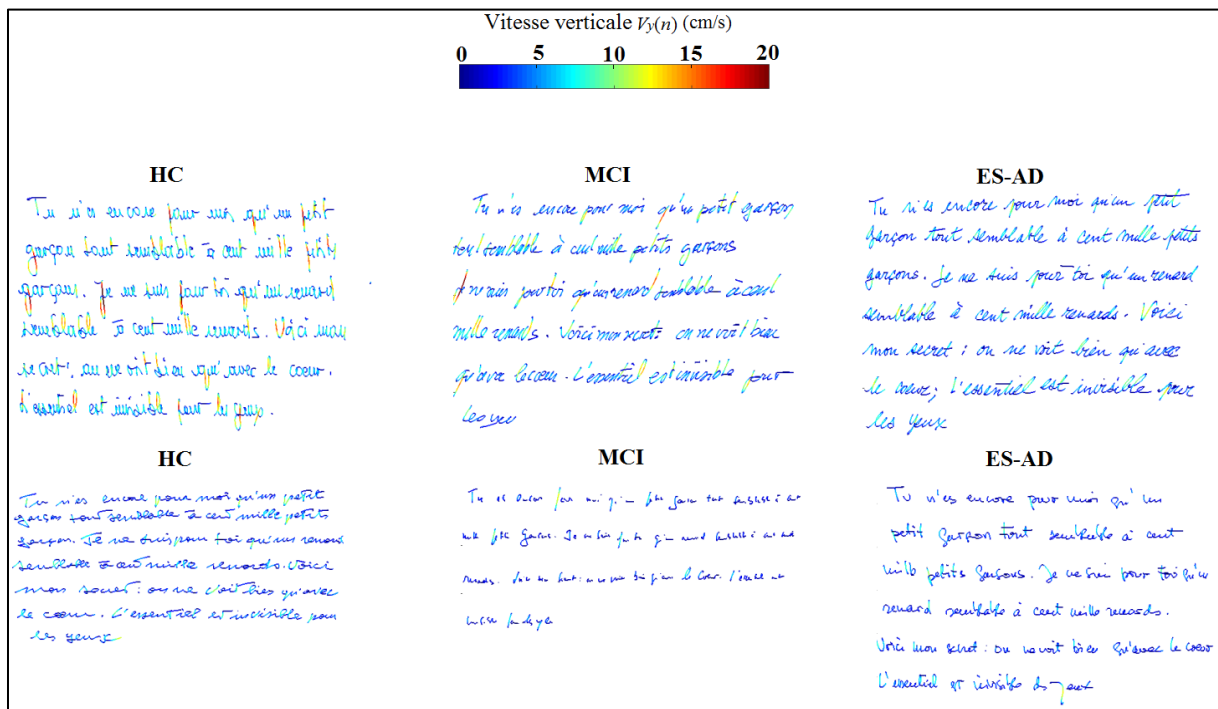 Vitesse verticale Vy(n) (cm/s)
0 5 10 15 20
HC
Tu n'es encore pour moi qu'un petit
garçon tout semblable à cent mille petits
garçons. Je ne suis pour toi qu'un renard
semblable à cent mille renards. Voici mon
secret, on ne voit bien qu'avec le coeur.
L'essentiel est invisible pour les yeux.
MCI
Tu n'es encore pour moi qu'un petit garçon
tout semblable à cent mille petits garçons
pour toi qu'un renard semblable à cent
mille renards. Voici mon secret on ne voit bien
qu'avec le coeur. L'essentiel est invisible pour
les
ES-AD
Tu n'es encore pour moi qu'un petit
garçon tout semblable à cent mille petits
garçons. Je ne suis pour toi qu'un renard
semblable à cent mille renards. Voici
mon secret : on ne voit bien qu'avec
le coeur ; L'essentiel est invisible pour
les yeux
HC
Tu n'es encore pour moi qu'un petit
garçon tout semblable à cent mille petits
garçon. Je ne suis pour toi qu'un renard
semblable à cent mille renards. Voici
mon secret : on ne voit bien qu'avec
le coeur. L'essentiel est invisible pour
les yeux
MCI
Tu es encore
mille
renards.
ES-AD
Tu n'es encore pour moi qu'un
petit garçon tout semblable à cent
mille petits garçons. Je ne suis pour toi qu'un
renard semblable à cent mille renards.
Voici mon secret : on ne voit bien qu'avec le coeur
L'essentiel est invisible des yeux